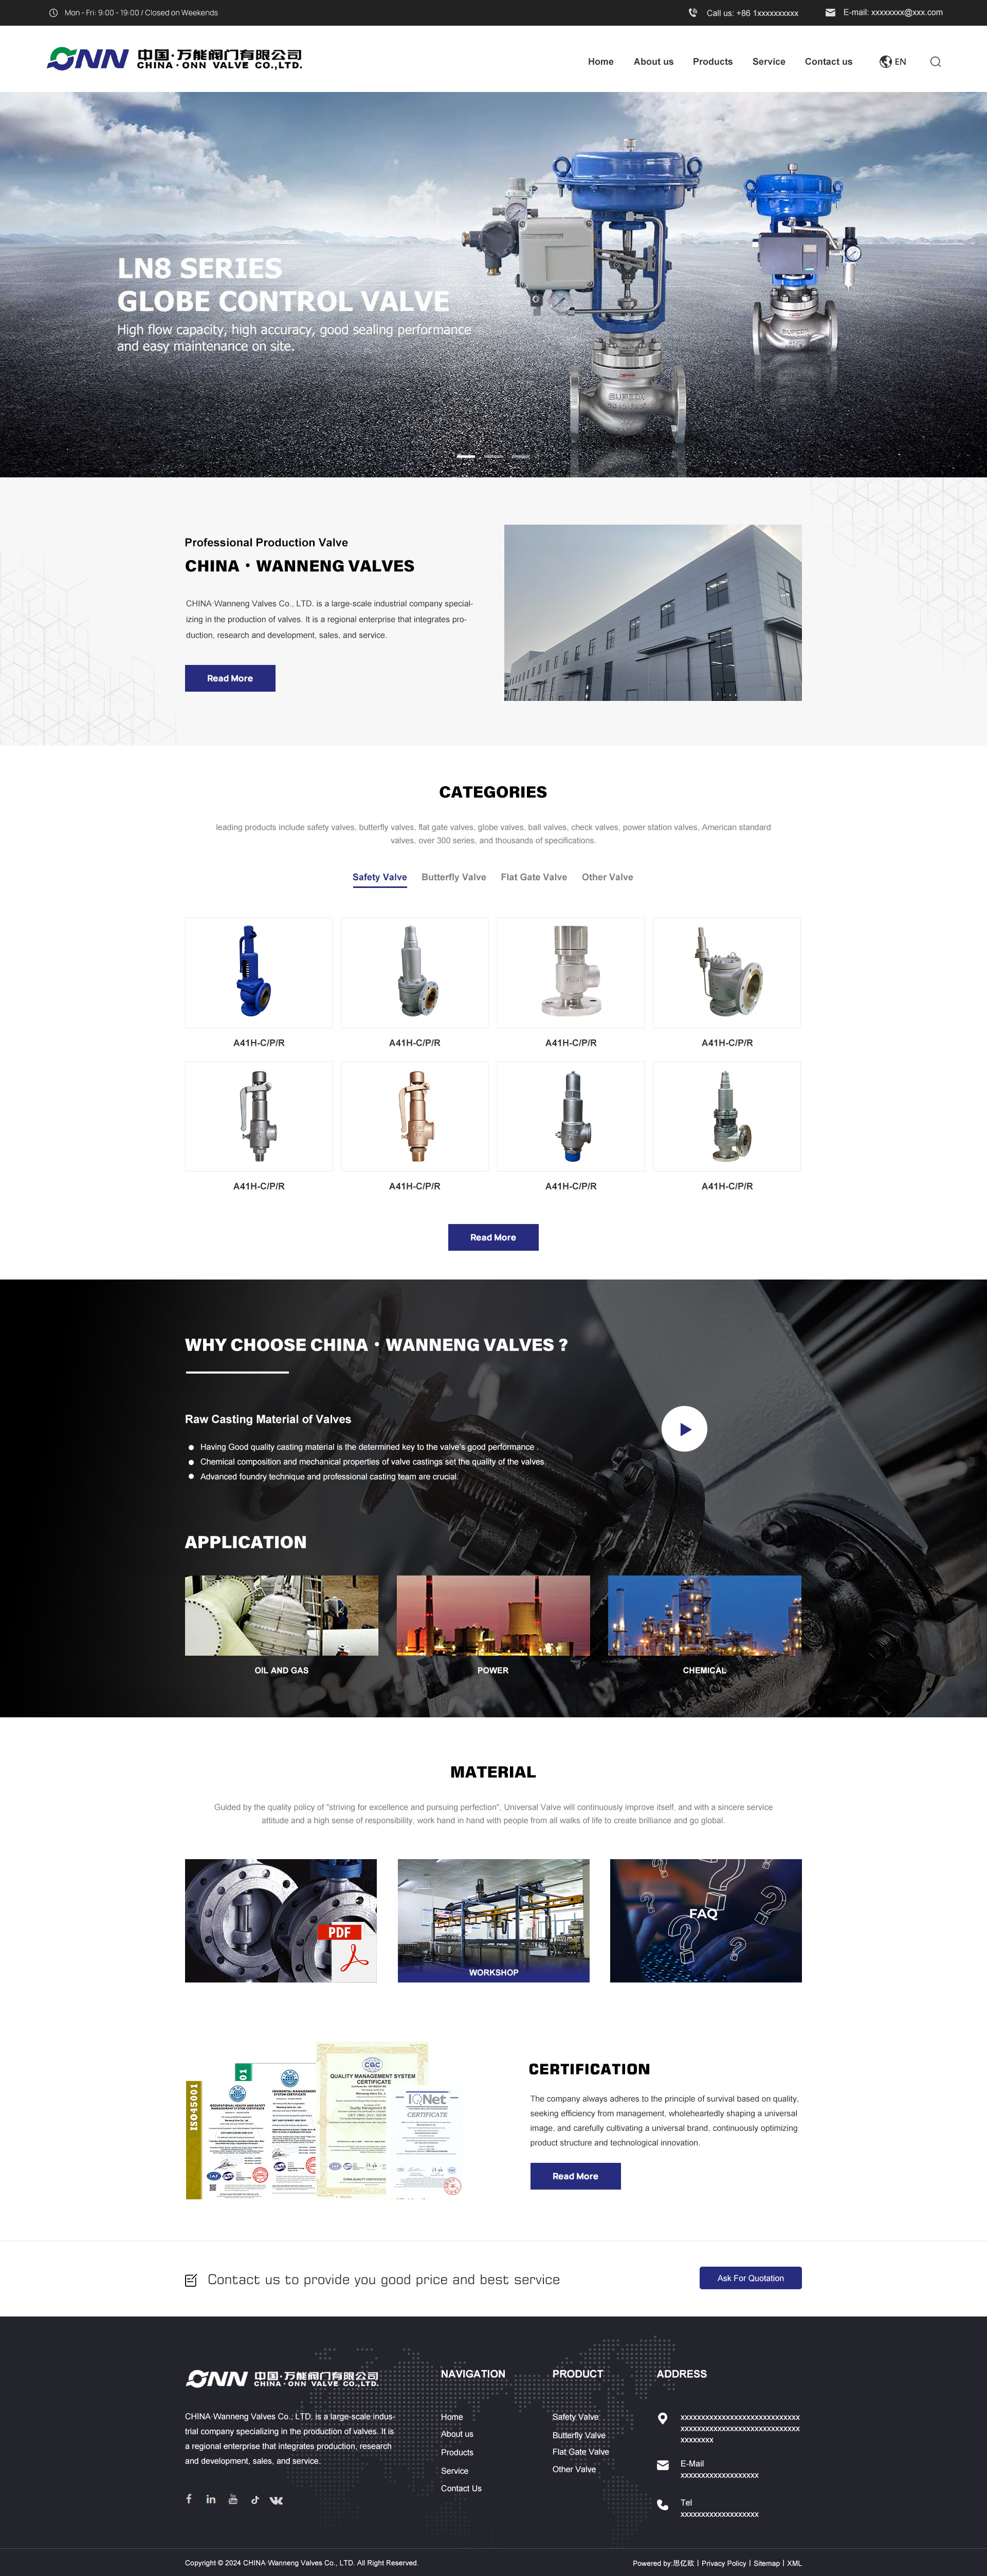 Mon - Fri: 9:00 - 19:00 / Closed on Weekends
Call us: +86 1xxxxxxxxxx
E-mail: xxxxxxxx@xxx.com
ONN 中国·万能阀门有限公司
CHINA·ONN VALVE CO.,LTD.
Home
About us
Products
Service
Contact us
EN
LN8 SERIES
GLOBE CONTROL VALVE
High flow capacity, high accuracy, good sealing performance
and easy maintenance on site.
Professional Production Valve
CHINA · WANNENG VALVES
CHINA·Wanneng Valves Co., LTD. is a large-scale industrial company special-
izing in the production of valves. It is a regional enterprise that integrates pro-
duction, research and development, sales, and service.
Read More
CATEGORIES
leading products include safety valves, butterfly valves, flat gate valves, globe valves, ball valves, check valves, power station valves, American standard
valves, over 300 series, and thousands of specifications.
Safety Valve
Butterfly Valve
Flat Gate Valve
Other Valve
A41H-C/P/R
A41H-C/P/R
A41H-C/P/R
A41H-C/P/R
A41H-C/P/R
A41H-C/P/R
A41H-C/P/R
A41H-C/P/R
Read More
WHY CHOOSE CHINA · WANNENG VALVES ?
Raw Casting Material of Valves
Having Good quality casting material is the determined key to the valve's good performance .
Chemical composition and mechanical properties of valve castings set the quality of the valves.
Advanced foundry technique and professional casting team are crucial.
APPLICATION
OIL AND GAS
POWER
CHEMICAL
MATERIAL
Guided by the quality policy of "striving for excellence and pursuing perfection", Universal Valve will continuously improve itself, and with a sincere service
attitude and a high sense of responsibility, work hand in hand with people from all walks of life to create brilliance and go global.
PDF
WORKSHOP
FAQ
ISO45001
CQC
QUALITY MANAGEMENT SYSTEM
CERTIFICATE
IQNet
CERTIFICATE
CERTIFICATION
The company always adheres to the principle of survival based on quality,
seeking efficiency from management, wholeheartedly shaping a universal
image, and carefully cultivating a universal brand, continuously optimizing
product structure and technological innovation.
Read More
Contact us to provide you good price and best service
Ask For Quotation
ONN 中国·万能阀门有限公司
CHINA·ONN VALVE CO.,LTD.
CHINA·Wanneng Valves Co., LTD. is a large-scale indus-
trial company specializing in the production of valves. It is
a regional enterprise that integrates production, research
and development, sales, and service.
NAVIGATION
Home
About us
Products
Service
Contact Us
PRODUCT
Safety Valve
Butterfly Valve
Flat Gate Valve
Other Valve
ADDRESS
xxxxxxxxxxxxxxxxxxxxxxxxxxxxx
xxxxxxxxxxxxxxxxxxxxxxxxxxxxx
xxxxxxxx
E-Mail
xxxxxxxxxxxxxxxxxxx
Tel
xxxxxxxxxxxxxxxxxxx
Copyright © 2024 CHINA·Wanneng Valves Co., LTD. All Right Reserved.
Powered by:思亿欧 | Privacy Policy | Sitemap | XML